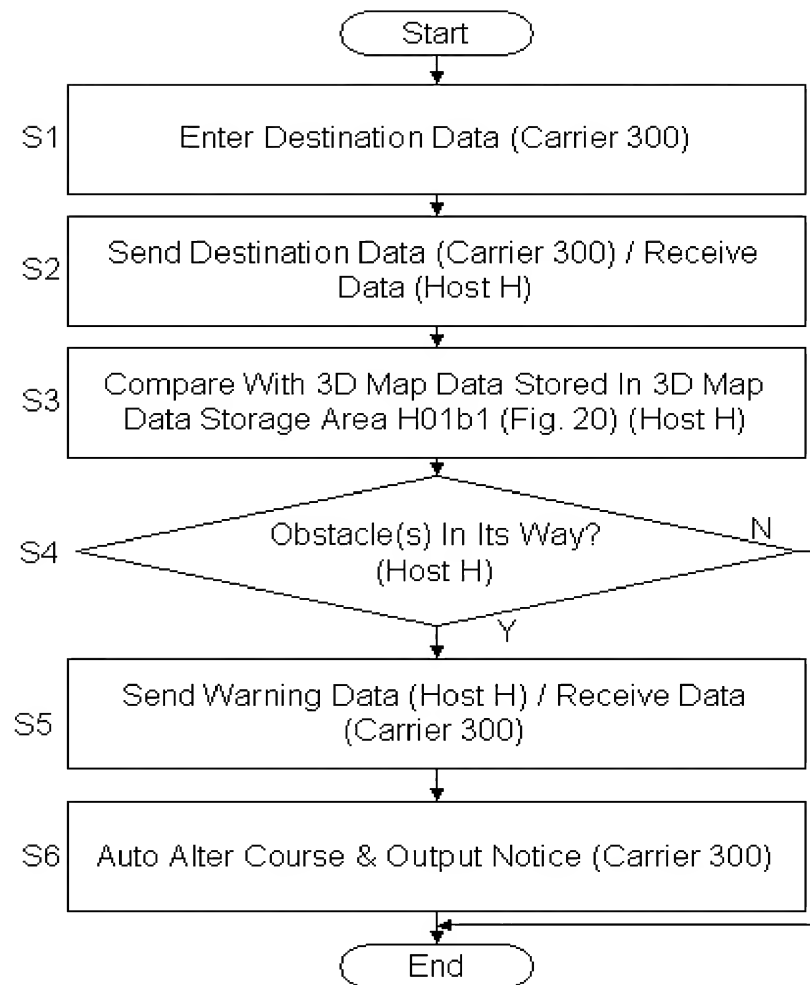 Start
S1
Enter Destination Data (Carrier 300)
S2
Send Destination Data (Carrier 300) / Receive
Data (Host H)
S3
Compare With 3D Map Data Stored In 3D Map
Data Storage Area H01b1 (Fig. 20) (Host H)
S4
Obstacle(s) In Its Way?
(Host H)
N
Y
S5
Send Warning Data (Host H) / Receive Data
(Carrier 300)
S6
Auto Alter Course & Output Notice (Carrier 300)
End